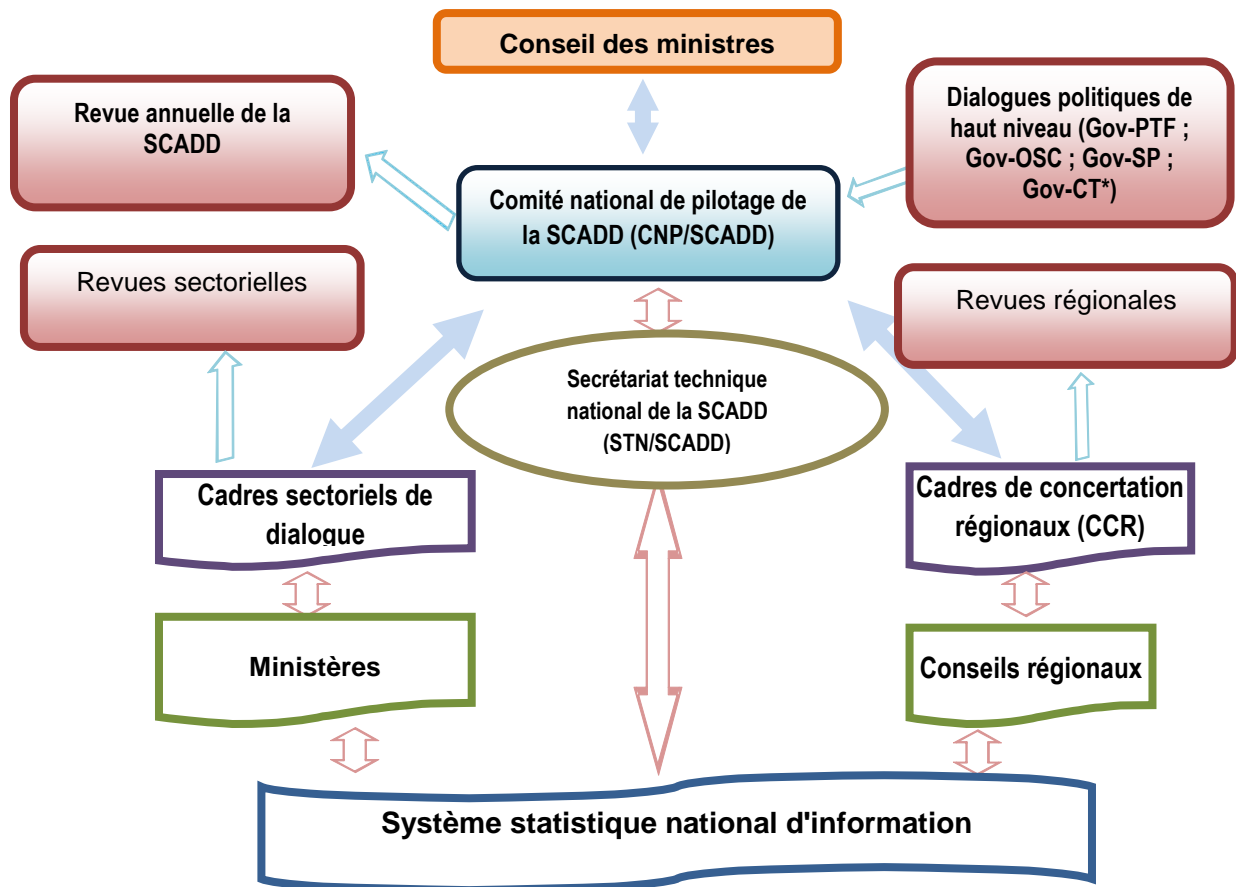 Conseil des ministres
Revue annuelle de la
SCADD
Dialogues politiques de
haut niveau (Gov-PTF ;
Gov-OSC ; Gov-SP ;
Gov-CT*)
Comité national de pilotage de
la SCADD (CNP/SCADD)
Revues sectorielles
Revues régionales
Secrétariat technique
national de la SCADD
(STN/SCADD)
Cadres sectoriels de
dialogue
Cadres de concertation
régionaux (CCR)
Ministères
Conseils régionaux
Système statistique national d'information